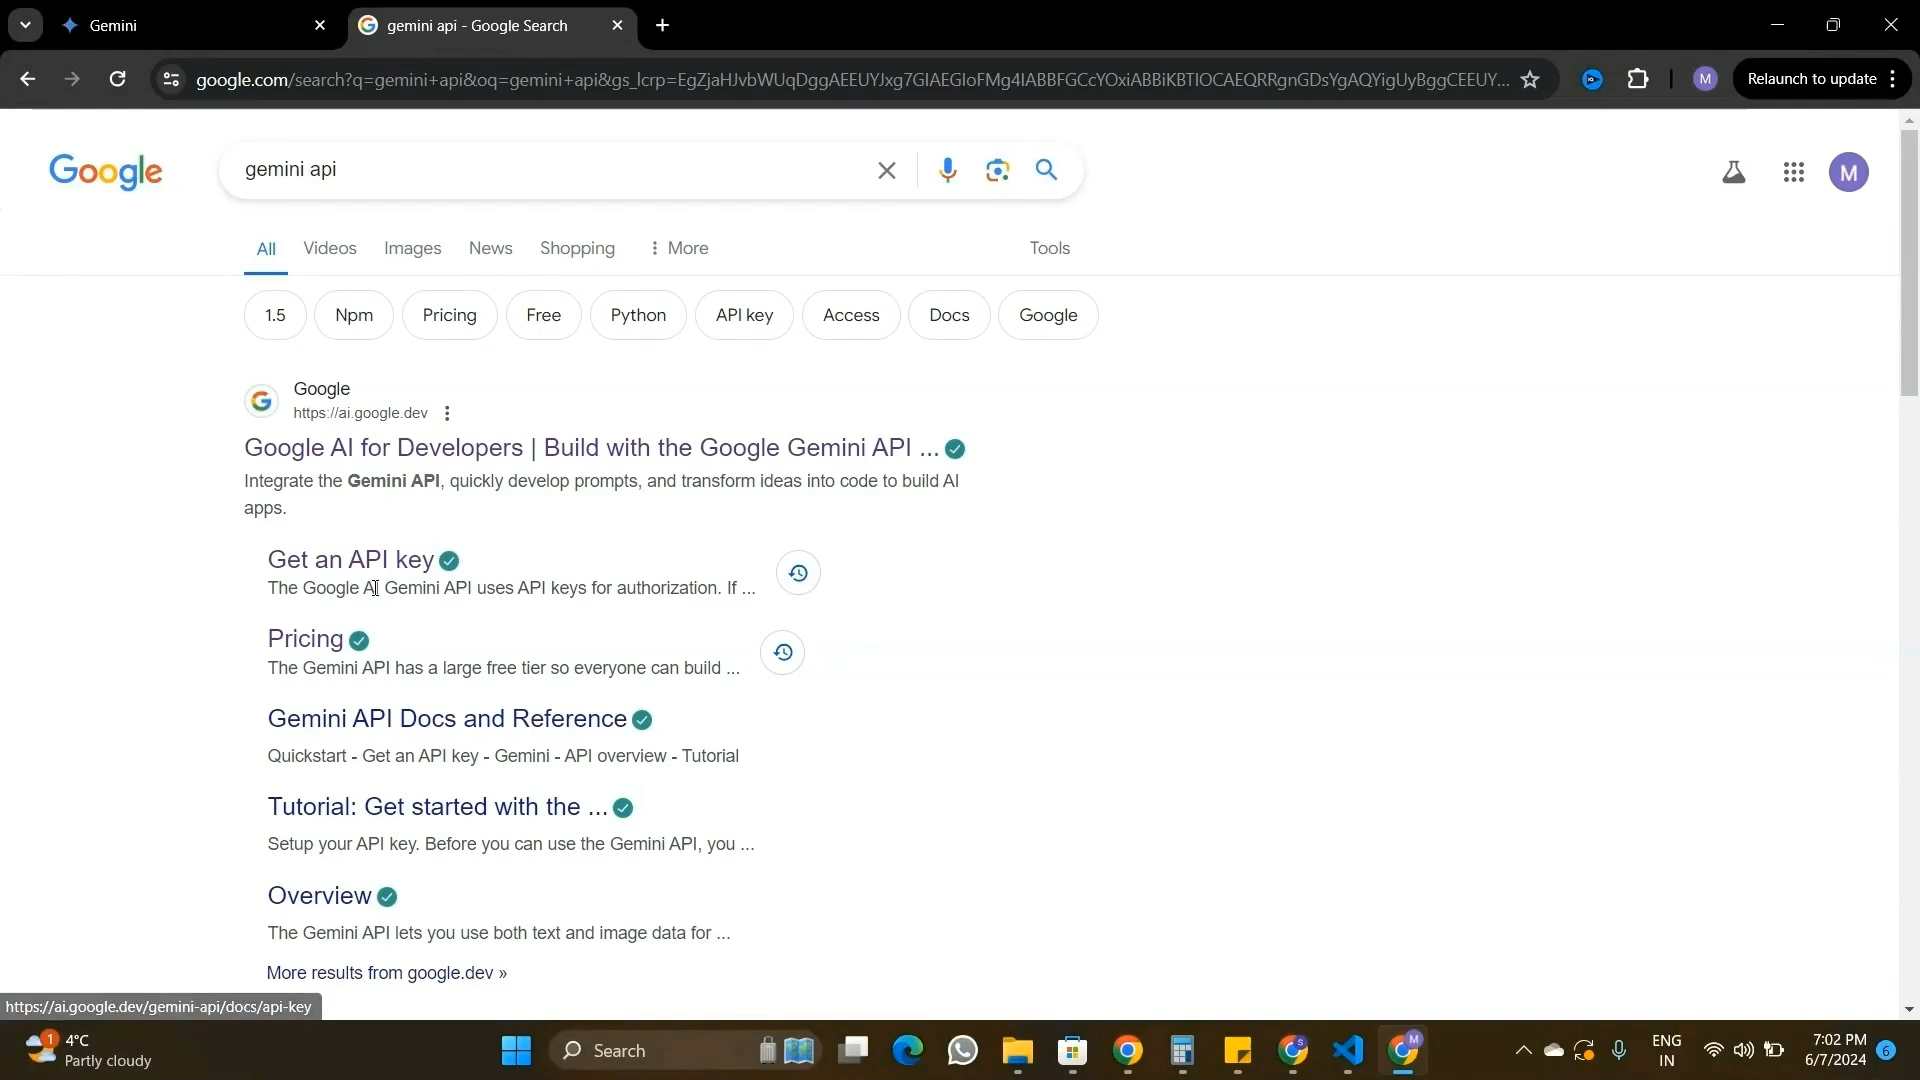 Gemini
gemini api - Google Search
google.com/search?q=gemini+api&oq=gemini+api&gs_lcrp=EgZjaHJvbWUqDggAEEUYJxg7GIAEGIoFMg4IABBFGCcYOxiABBiKBTIOCAEQRRgnGDsYgAQYigUyBggCEEUY...
M
Relaunch to update
Google
gemini api
M
All
Videos
Images
News
Shopping
More
Tools
1.5
Npm
Pricing
Free
Python
API key
Access
Docs
Google
Google
https://ai.google.dev
Google AI for Developers | Build with the Google Gemini API ...
Integrate the Gemini API, quickly develop prompts, and transform ideas into code to build AI
apps.
Get an API key
The Google AI Gemini API uses API keys for authorization. If ...
Pricing
The Gemini API has a large free tier so everyone can build ...
Gemini API Docs and Reference
Quickstart - Get an API key - Gemini - API overview - Tutorial
Tutorial: Get started with the ...
Setup your API key. Before you can use the Gemini API, you ...
Overview
The Gemini API lets you use both text and image data for ...
More results from google.dev »
https://ai.google.dev/gemini-api/docs/api-key
1
4°C
Partly cloudy
Search
S
M
ENG
IN
7:02 PM
6/7/2024
6